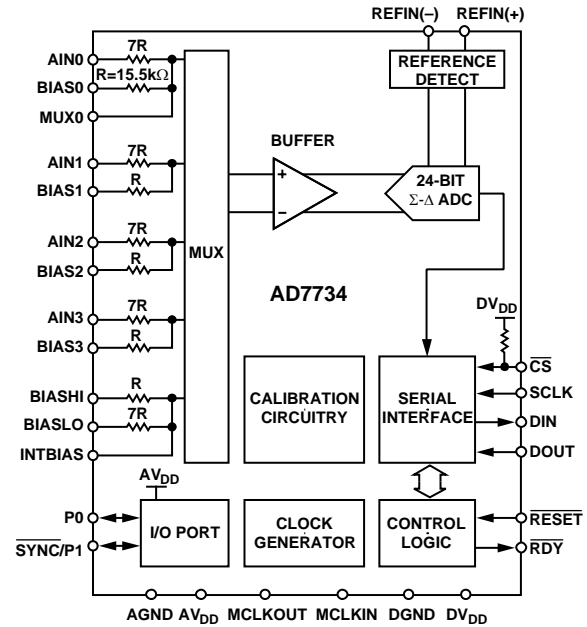 REFIN(–) REFIN(+)
AIN0 7R
R=15.5kΩ
BIAS0
MUX0
REFERENCE
DETECT
BUFFER
AIN1 7R
BIAS1 R
+
–
24-BIT
Σ-Δ ADC
AIN2 7R
BIAS2 R
MUX
AD7734
AIN3 7R
BIAS3 R
DVDD
CS
BIASHI R
BIASLO 7R
INTBIAS
CALIBRATION
CIRCUITRY
SERIAL
INTERFACE
SCLK
DIN
DOUT
AVDD
P0
SYNC/P1
I/O PORT
CLOCK
GENERATOR
CONTROL
LOGIC
RESET
RDY
AGND AVDD MCLKOUT MCLKIN DGND DVDD